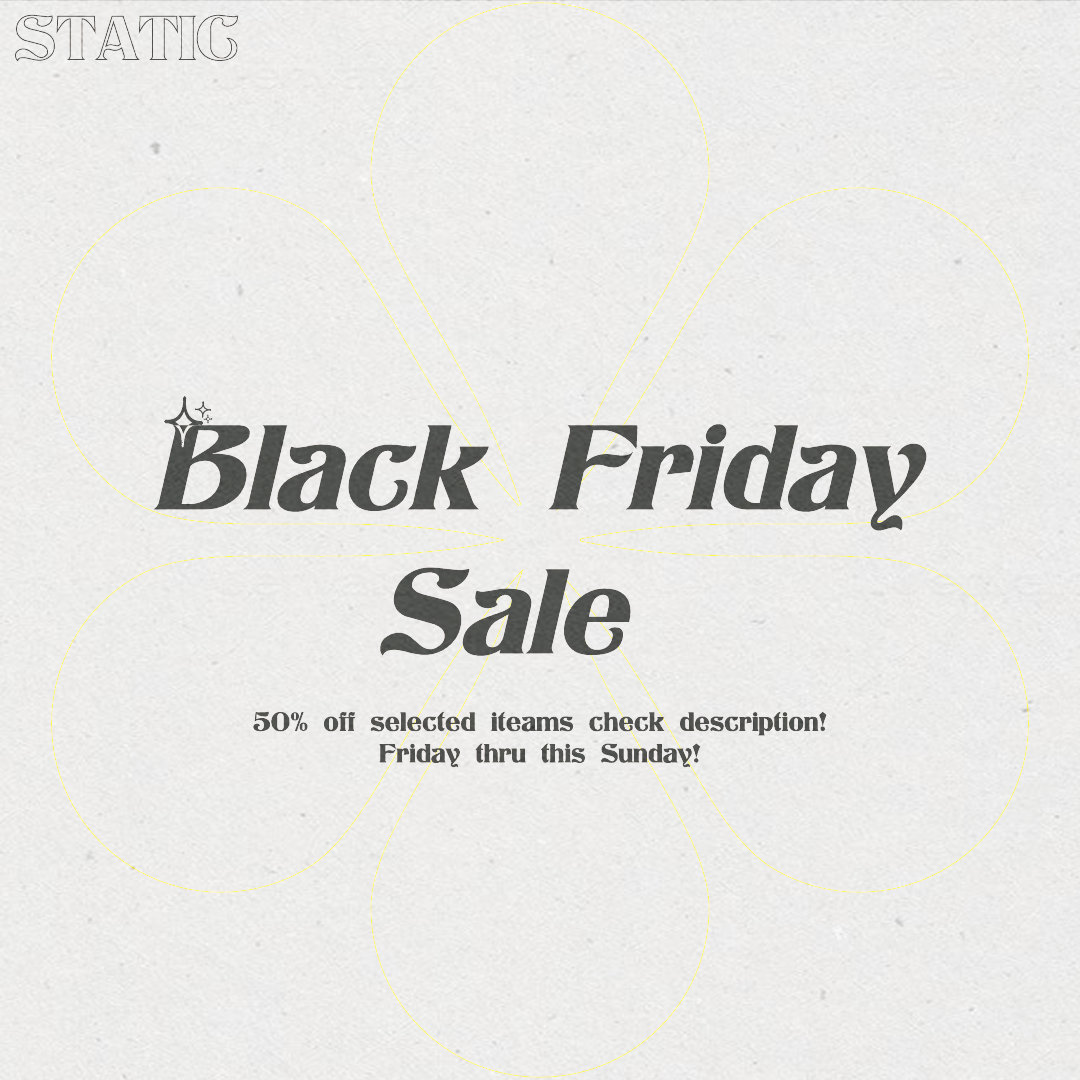 STATIC
Black Friday
Sale
50% off selected iteams check description!
Friday thru this Sunday!